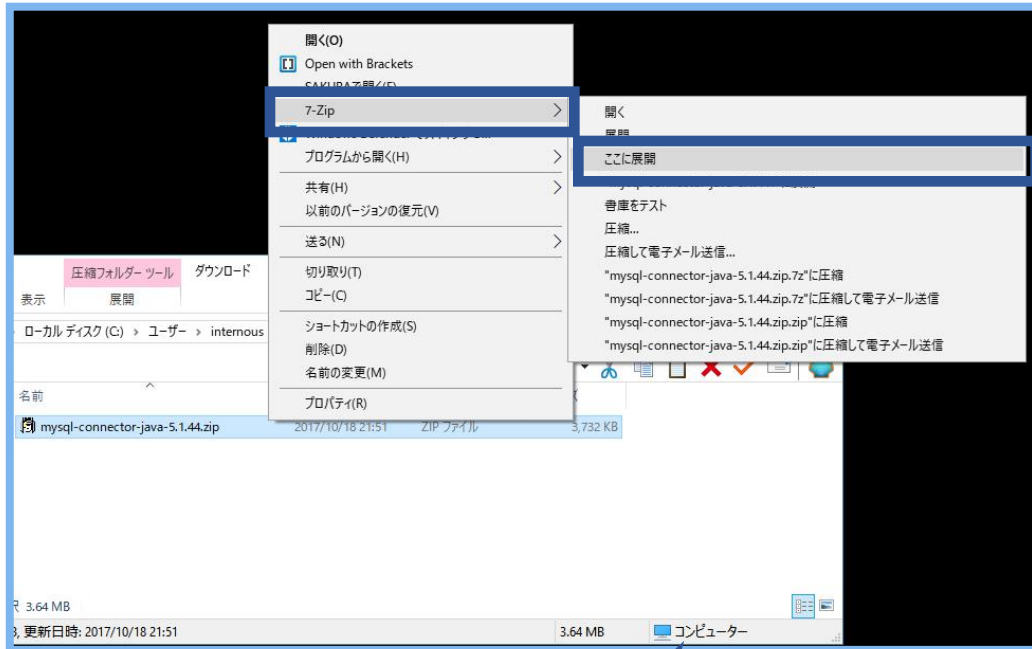 開く(O)
Open with Brackets
SAKURAで開く(E)
7-Zip
プログラムから開く(H)
共有(H)
以前のバージョンの復元(V)
送る(N)
切り取り(T)
コピー(C)
ショートカットの作成(S)
削除(D)
名前の変更(M)
プロパティ(R)
開く
展開
ここに展開
書庫をテスト
圧縮...
圧縮して電子メール送信...
"mysql-connector-java-5.1.44.zip.7z"に圧縮
"mysql-connector-java-5.1.44.zip.7z"に圧縮して電子メール送信
"mysql-connector-java-5.1.44.zip.zip"に圧縮
"mysql-connector-java-5.1.44.zip.zip"に圧縮して電子メール送信
圧縮フォルダー ツール ダウンロード
表示 展開
ローカル ディスク (C:) › ユーザー › internous
名前
mysql-connector-java-5.1.44.zip 2017/10/18 21:51 ZIP ファイル 3,732 KB
3.64 MB
更新日時: 2017/10/18 21:51 3.64 MB コンピューター